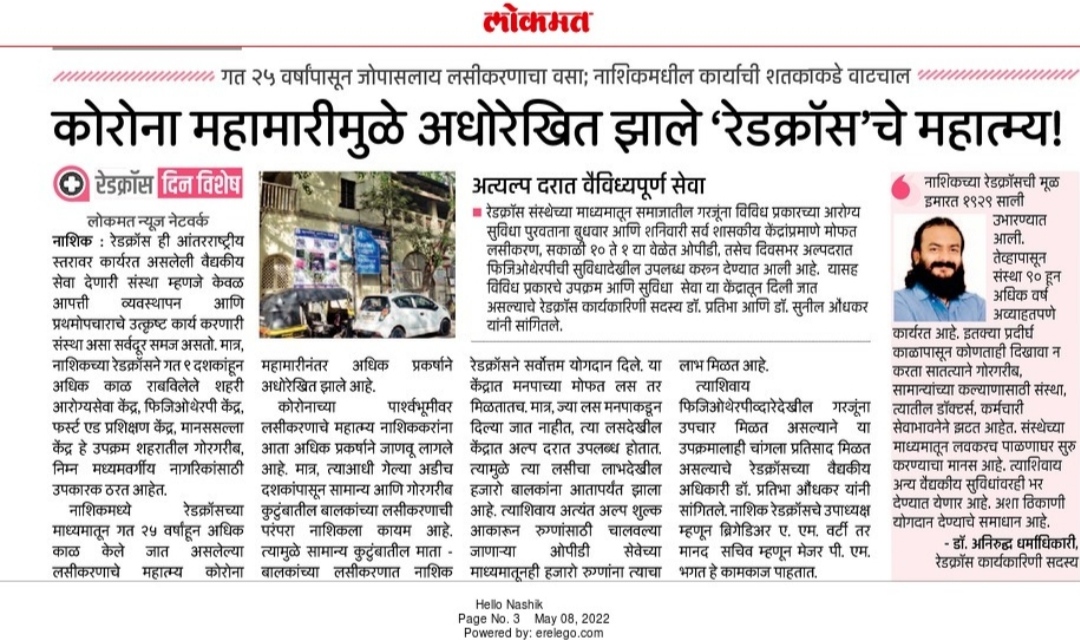 लोकमत
गत २५ वर्षांपासून जोपासलाय लसीकरणाचा वसा; नाशिकमधील कार्याची शतकाकडे वाटचाल
कोरोना महामारीमुळे अधोरेखित झाले ‘रेडक्रॉस’चे महात्म्य!
रेडक्रॉस दिन विशेष
लोकमत न्यूज नेटवर्क
नाशिक : रेडक्रॉस ही आंतरराष्ट्रीय
स्तरावर कार्यरत असलेली वैद्यकीय
सेवा देणारी संस्था म्हणजे केवळ
आपत्ती व्यवस्थापन आणि
प्रथमोपचाराचे उत्कृष्ट कार्य करणारी
संस्था असा सर्वदूर समज असतो. मात्र,
नाशिकच्या रेडक्रॉसने गत ९ दशकांहून
अधिक काळ राबविलेले शहरी
आरोग्यसेवा केंद्र, फिजिओथेरपी केंद्र,
फर्स्ट एड प्रशिक्षण केंद्र, मानससल्ला
केंद्र हे उपक्रम शहरातील गोरगरीब,
निम्न मध्यमवर्गीय नागरिकांसाठी
उपकारक ठरत आहेत.
नाशिकमध्ये रेडक्रॉसच्या
माध्यमातून गत २५ वर्षांहून अधिक
काळ केले जात असलेल्या
लसीकरणाचे महात्म्य कोरोना
महामारीनंतर अधिक प्रकर्षाने
अधोरेखित झाले आहे.
कोरोनाच्या पार्श्वभूमीवर
लसीकरणाचे महात्म्य नाशिककरांना
आता अधिक प्रकर्षाने जाणवू लागले
आहे. मात्र, त्याआधी गेल्या अडीच
दशकांपासून सामान्य आणि गोरगरीब
कुटुंबातील बालकांच्या लसीकरणाची
परंपरा नाशिकला कायम आहे.
त्यामुळे सामान्य कुटुंबातील माता -
बालकांच्या लसीकरणात नाशिक
अत्यल्प दरात वैविध्यपूर्ण सेवा
रेडक्रॉस संस्थेच्या माध्यमातून समाजातील गरजूंना विविध प्रकारच्या आरोग्य
सुविधा पुरवताना बुधवार आणि शनिवारी सर्व शासकीय केंद्रांप्रमाणे मोफत
लसीकरण, सकाळी १० ते १ या वेळेत ओपीडी, तसेच दिवसभर अल्पदरात
फिजिओथेरपीची सुविधादेखील उपलब्ध करुन देण्यात आली आहे. यासह
विविध प्रकारचे उपक्रम आणि सुविधा सेवा या केंद्रातून दिली जात
असल्याचे रेडक्रॉस कार्यकारिणी सदस्य डॉ. प्रतिभा आणि डॉ. सुनील औधकर
यांनी सांगितले.
रेडक्रॉसने सर्वोत्तम योगदान दिले. या
केंद्रात मनपाच्या मोफत लस तर
मिळतातच. मात्र, ज्या लस मनपाकडून
दिल्या जात नाहीत, त्या लसदेखील
केंद्रात अल्प दरात उपलब्ध होतात.
त्यामुळे त्या लसीचा लाभदेखील
हजारो बालकांना आतापर्यंत झाला
आहे. त्याशिवाय अत्यंत अल्प शुल्क
आकारून रुग्णांसाठी चालवल्या
जाणाऱ्या ओपीडी सेवेच्या
माध्यमातूनही हजारो रुग्णांना त्याचा
लाभ मिळत आहे.
त्याशिवाय
फिजिओथेरपीव्दारेदेखील गरजूंना
उपचार मिळत असल्याने या
उपक्रमालाही चांगला प्रतिसाद मिळत
असल्याचे रेडक्रॉसच्या वैद्यकीय
अधिकारी डॉ. प्रतिभा औधकर यांनी
सांगितले. नाशिक रेडक्रॉसचे उपाध्यक्ष
म्हणून ब्रिगेडिअर ए. एम. वर्टी तर
मानद सचिव म्हणून मेजर पी. एम.
भगत हे कामकाज पाहतात.
नाशिकच्या रेडक्रॉसची मूळ
इमारत १९२९ साली
उभारण्यात
आली.
तेव्हापासून
संस्था ९० हून
अधिक वर्ष
अव्याहतपणे
कार्यरत आहे. इतक्या प्रदीर्घ
काळापासून कोणताही दिखावा न
करता सातत्याने गोरगरीब,
सामान्यांच्या कल्याणासाठी संस्था,
त्यातील डॉक्टर्स, कर्मचारी
सेवाभावनेने झटत आहेत. संस्थेच्या
माध्यमातून लवकरच पाळणाघर सुरु
करण्याचा मानस आहे. त्याशिवाय
अन्य वैद्यकीय सुविधांवरही भर
देण्यात येणार आहे. अशा ठिकाणी
योगदान देण्याचे समाधान आहे.
- डॉ. अनिरुद्ध धर्माधिकारी,
रेडक्रॉस कार्यकारिणी सदस्य
Hello Nashik
Page No. 3 May 08, 2022
Powered by: erelego.com